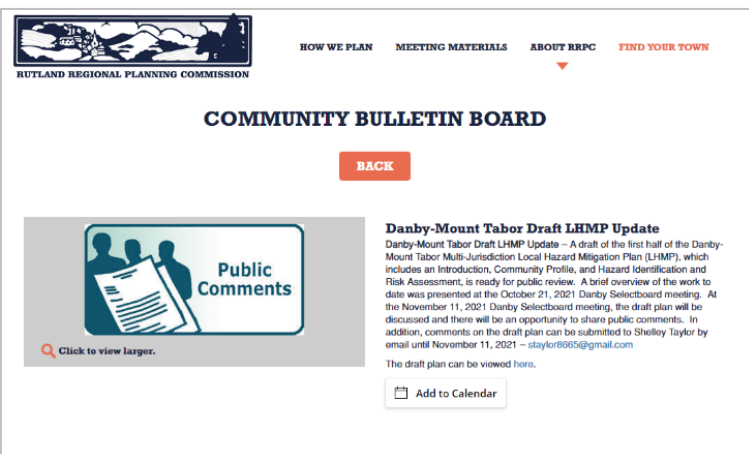 RUTLAND REGIONAL PLANNING COMMISSION
HOW WE PLAN MEETING MATERIALS ABOUT RRPC FIND YOUR TOWN
COMMUNITY BULLETIN BOARD
BACK
Public
Comments
Click to view larger.
Danby-Mount Tabor Draft LHMP Update
Danby-Mount Tabor Draft LHMP Update – A draft of the first half of the Danby-
Mount Tabor Multi-Jurisdiction Local Hazard Mitigation Plan (LHMP), which
includes an Introduction, Community Profile, and Hazard Identification and
Risk Assessment, is ready for public review. A brief overview of the work to
date was presented at the October 21, 2021 Danby Selectboard meeting. At
the November 11, 2021 Danby Selectboard meeting, the draft plan will be
discussed and there will be an opportunity to share public comments. In
addition, comments on the draft plan can be submitted to Shelley Taylor by
email until November 11, 2021 – staylor8665@gmail.com
The draft plan can be viewed here.
Add to Calendar